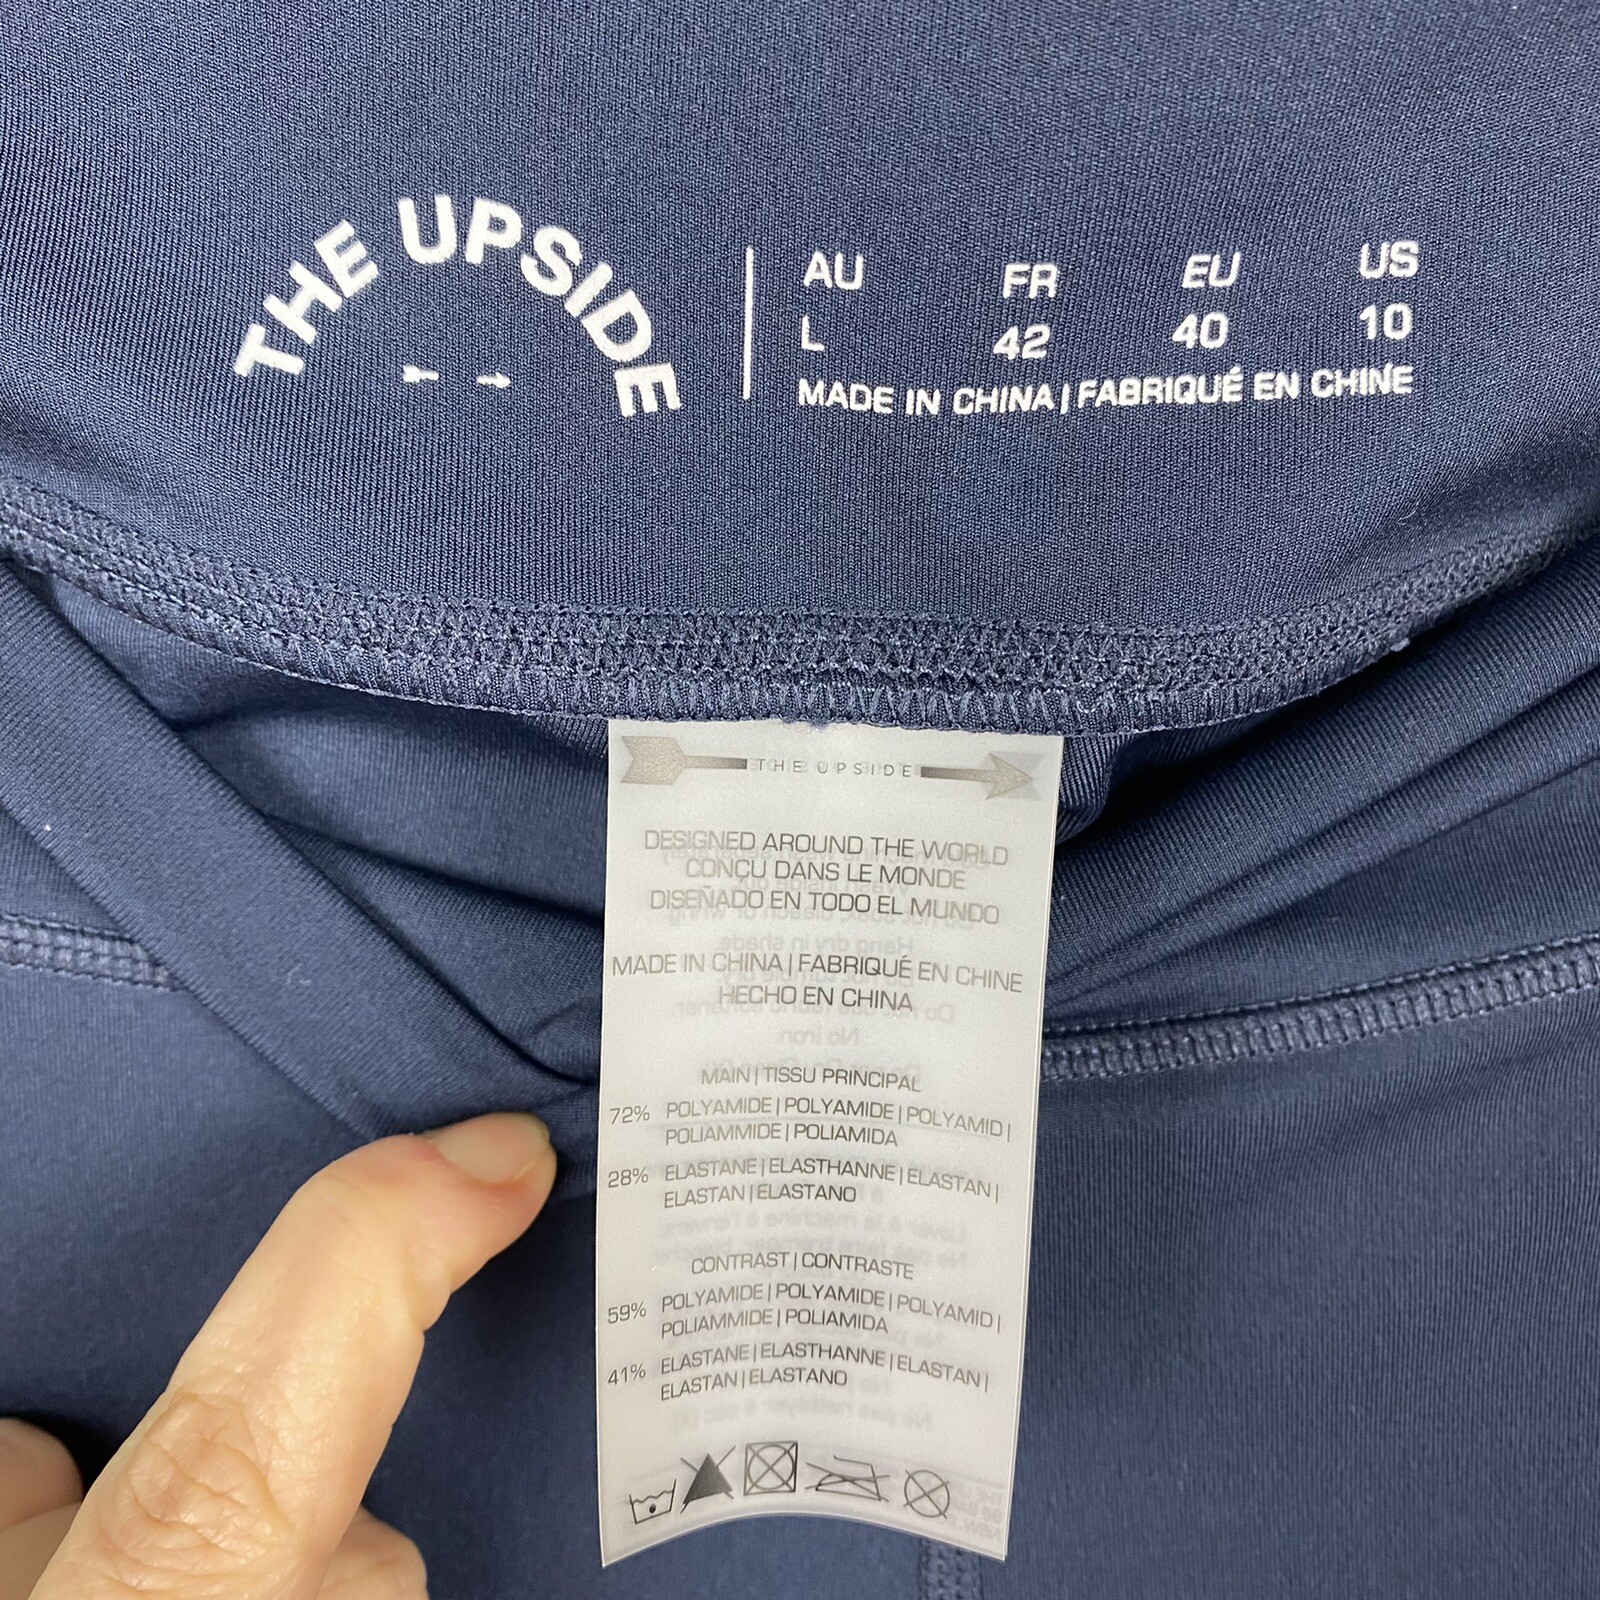 THE UPSIDE
AU FR EU US
L 42 40 10
MADE IN CHINA | FABRIQUÉ EN CHINE
THE UPSIDE
DESIGNED AROUND THE WORLD
CONÇU DANS LE MONDE
DISEÑADO EN TODO EL MUNDO
MADE IN CHINA | FABRIQUÉ EN CHINE
HECHO EN CHINA
MAIN | TISSU PRINCIPAL
72% POLYAMIDE | POLYAMIDE | POLYAMID |
POLIAMMIDE | POLIAMIDA
28% ELASTANE | ELASTHANNE | ELASTAN |
ELASTAN | ELASTANO
CONTRAST | CONTRASTE
59% POLYAMIDE | POLYAMIDE | POLYAMID |
POLIAMMIDE | POLIAMIDA
41% ELASTANE | ELASTHANNE | ELASTAN |
ELASTAN | ELASTANO